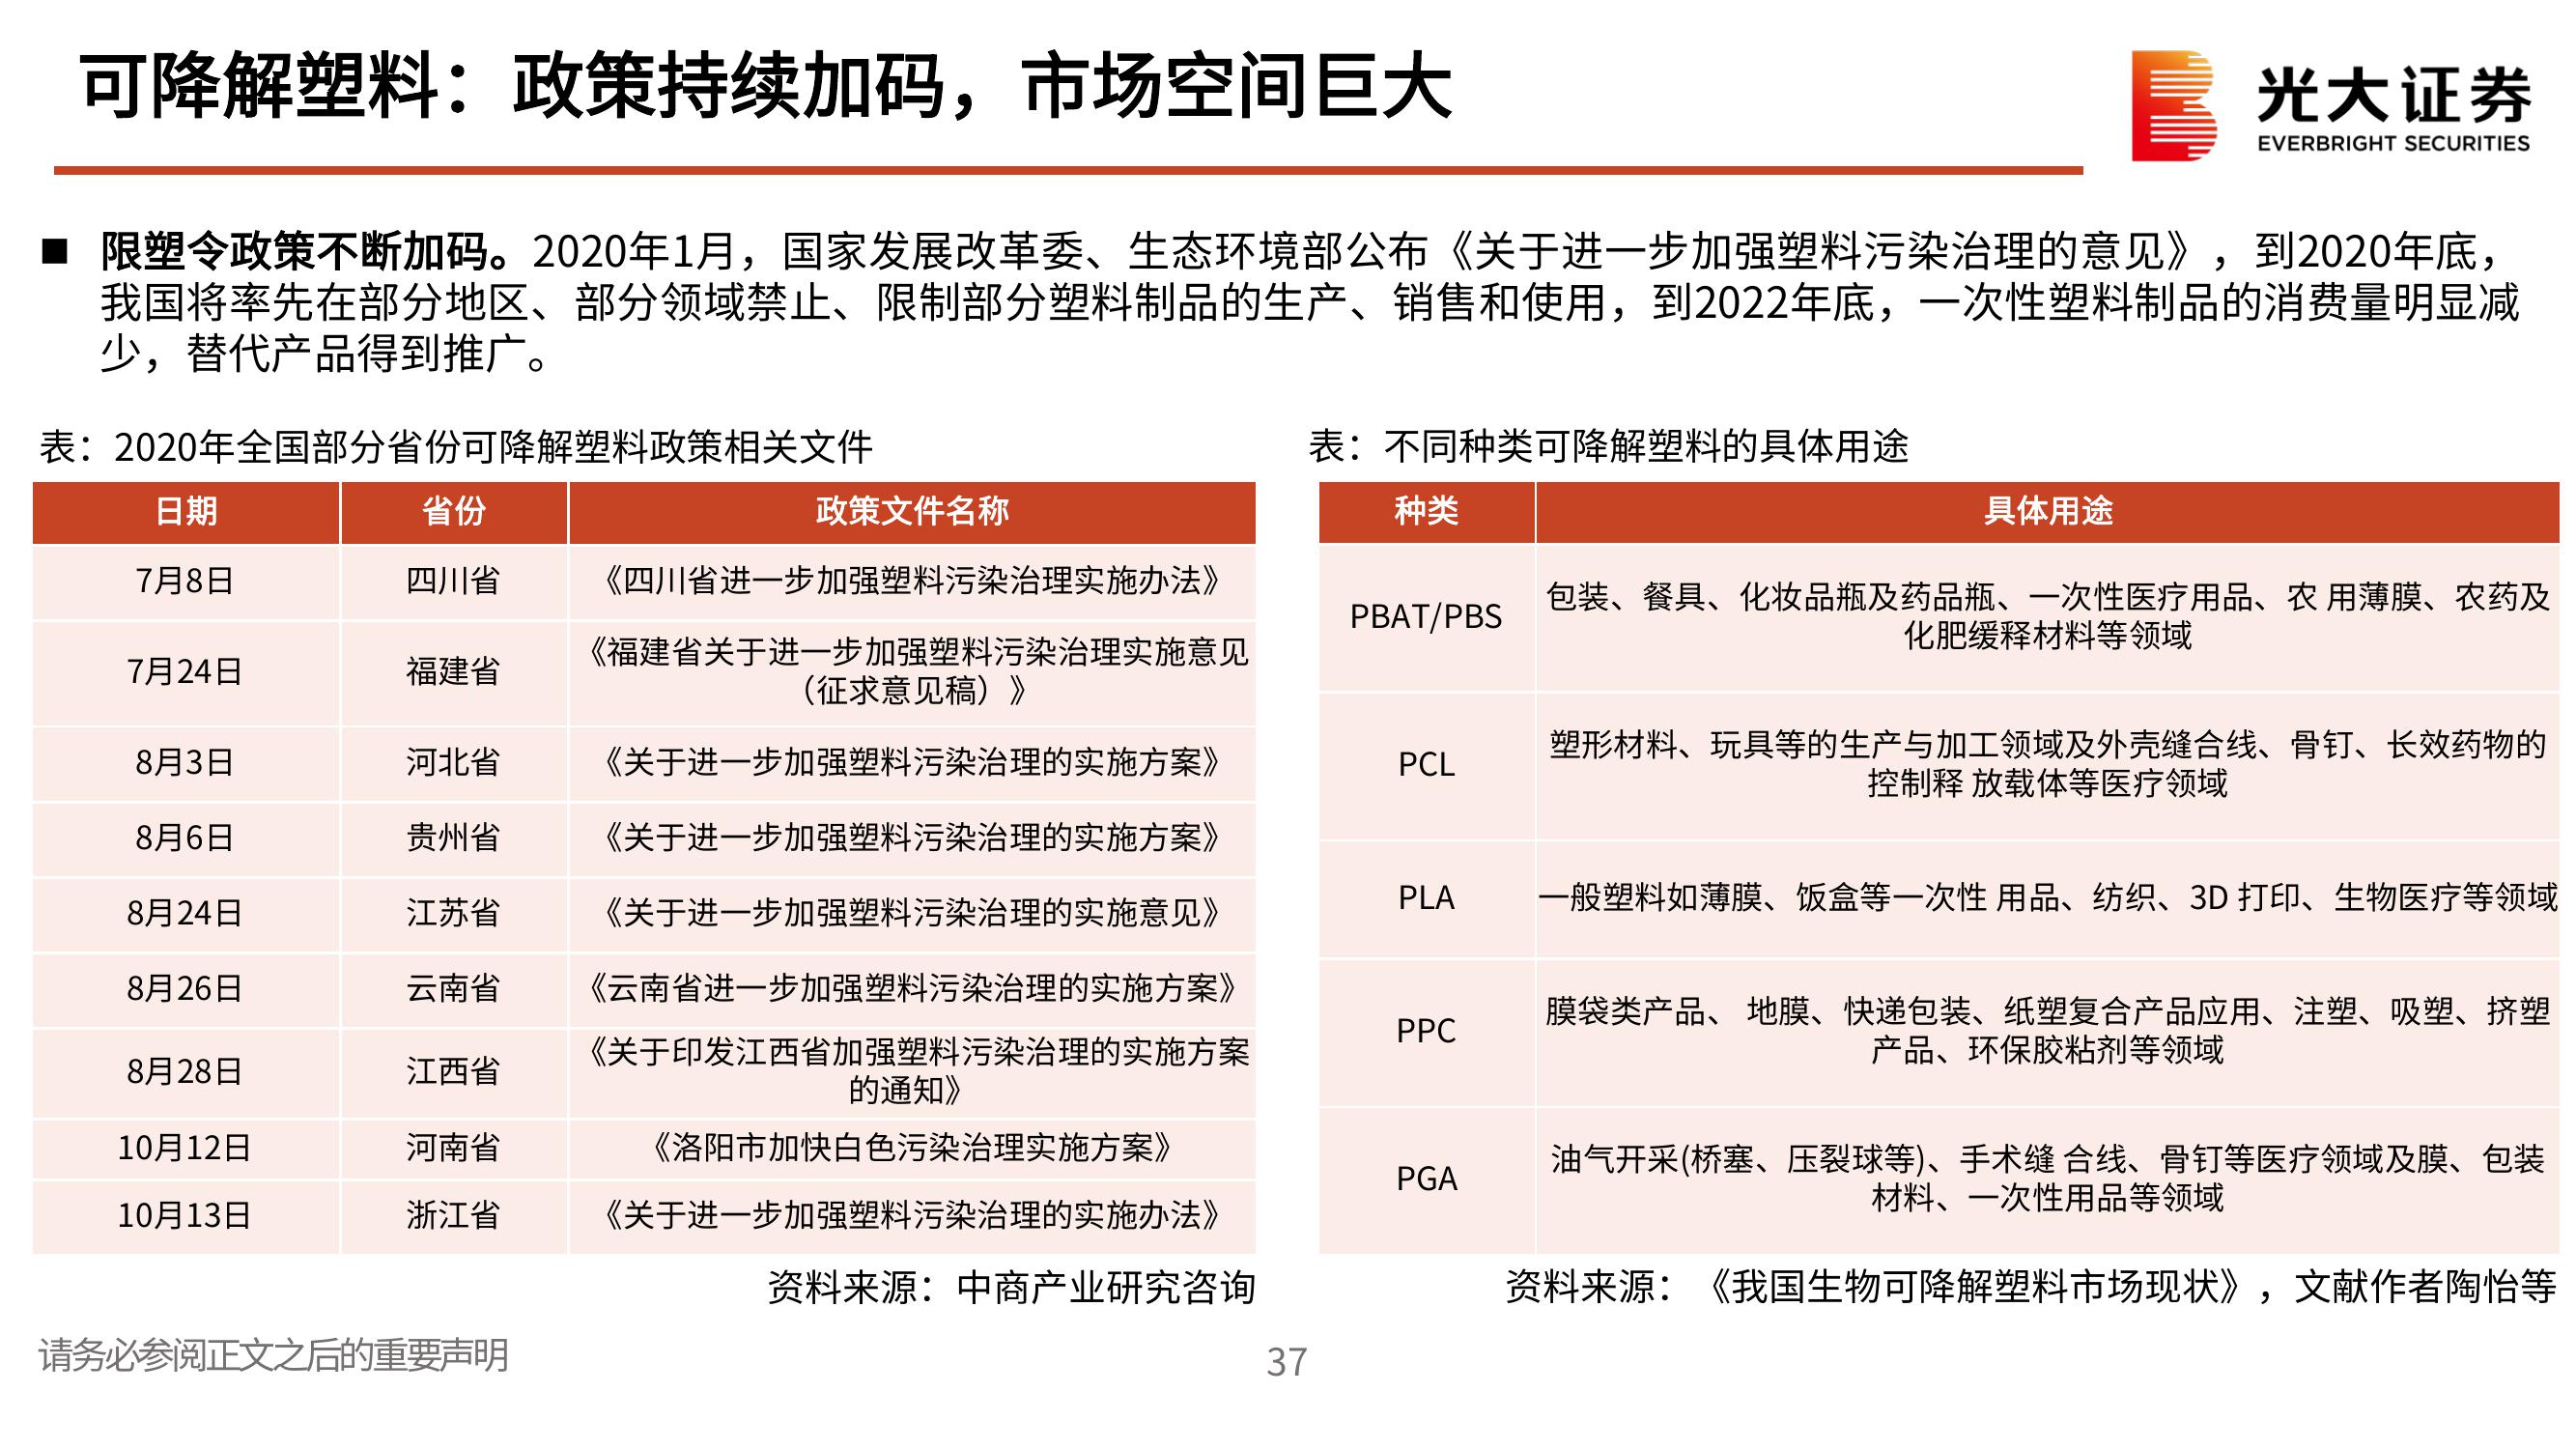 可降解塑料：政策持续加码，市场空间巨大
光大证券
EVERBRIGHT SECURITIES
■ 限塑令政策不断加码。2020年1月，国家发展改革委、生态环境部公布《关于进一步加强塑料污染治理的意见》，到2020年底，
我国将率先在部分地区、部分领域禁止、限制部分塑料制品的生产、销售和使用，到2022年底，一次性塑料制品的消费量明显减
少，替代产品得到推广。
表：2020年全国部分省份可降解塑料政策相关文件
日期 省份 政策文件名称
7月8日 四川省 《四川省进一步加强塑料污染治理实施办法》
7月24日 福建省 《福建省关于进一步加强塑料污染治理实施意见
（征求意见稿）》
8月3日 河北省 《关于进一步加强塑料污染治理的实施方案》
8月6日 贵州省 《关于进一步加强塑料污染治理的实施方案》
8月24日 江苏省 《关于进一步加强塑料污染治理的实施意见》
8月26日 云南省 《云南省进一步加强塑料污染治理的实施方案》
8月28日 江西省 《关于印发江西省加强塑料污染治理的实施方案
的通知》
10月12日 河南省 《洛阳市加快白色污染治理实施方案》
10月13日 浙江省 《关于进一步加强塑料污染治理的实施办法》
资料来源：中商产业研究咨询
表：不同种类可降解塑料的具体用途
种类 具体用途
PBAT/PBS 包装、餐具、化妆品瓶及药品瓶、一次性医疗用品、农 用薄膜、农药及
化肥缓释材料等领域
PCL 塑形材料、玩具等的生产与加工领域及外壳缝合线、骨钉、长效药物的
控制释 放载体等医疗领域
PLA 一般塑料如薄膜、饭盒等一次性 用品、纺织、3D 打印、生物医疗等领域
PPC 膜袋类产品、 地膜、快递包装、纸塑复合产品应用、注塑、吸塑、挤塑
产品、环保胶粘剂等领域
PGA 油气开采(桥塞、压裂球等)、手术缝 合线、骨钉等医疗领域及膜、包装
材料、一次性用品等领域
资料来源：《我国生物可降解塑料市场现状》，文献作者陶怡等
请务必参阅正文之后的重要声明
37